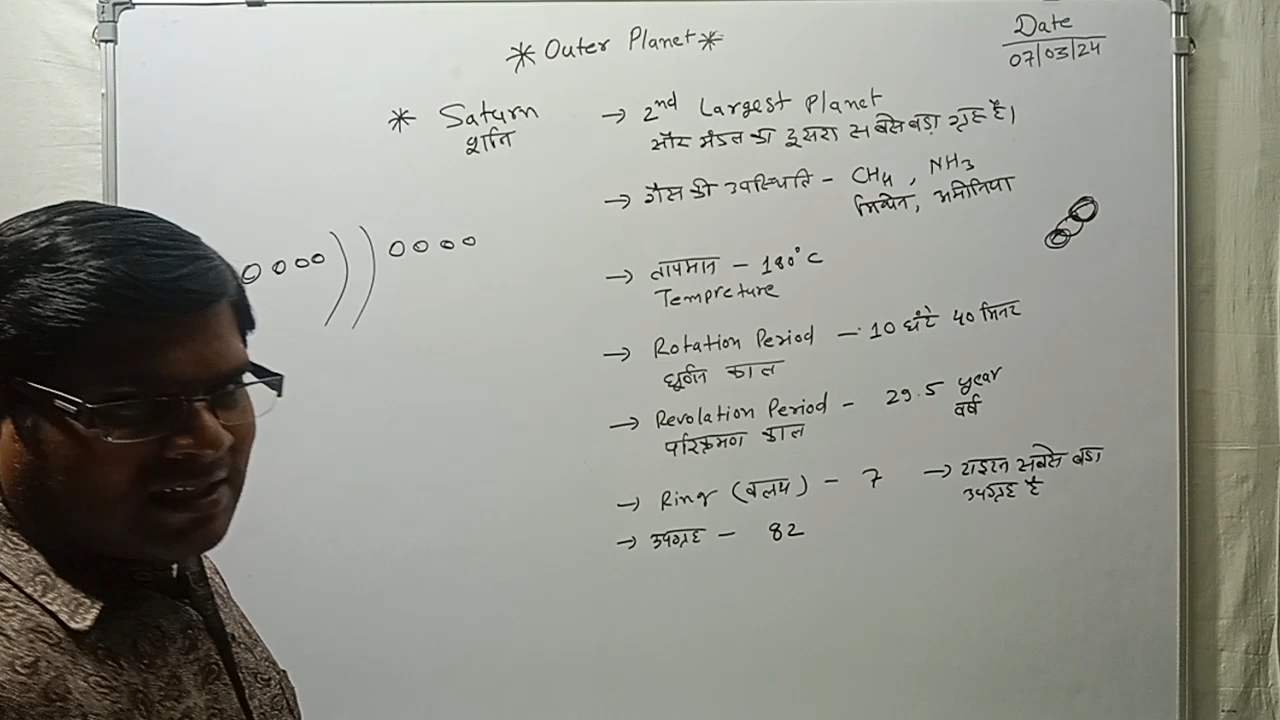 * Outer Planet *
Date
07/03/24
* Saturn
शनि
→ 2nd Largest Planet
सौर मंडल का दूसरा सबसे बड़ा ग्रह है।
→ गैस की उपस्थिति - CH4, NH3
मिथेन, अमोनिया
→ तापमान - 180°C
Tempreture
→ Rotation Period - 10 घंटे 40 मिनट
घूर्णन काल
→ Revolation Period - 29.5 year
वर्ष
परिक्रमण काल
→ Ring (वलय) - 7
→ टाइटन सबसे बडा
उपग्रह है
→ उपग्रह - 82